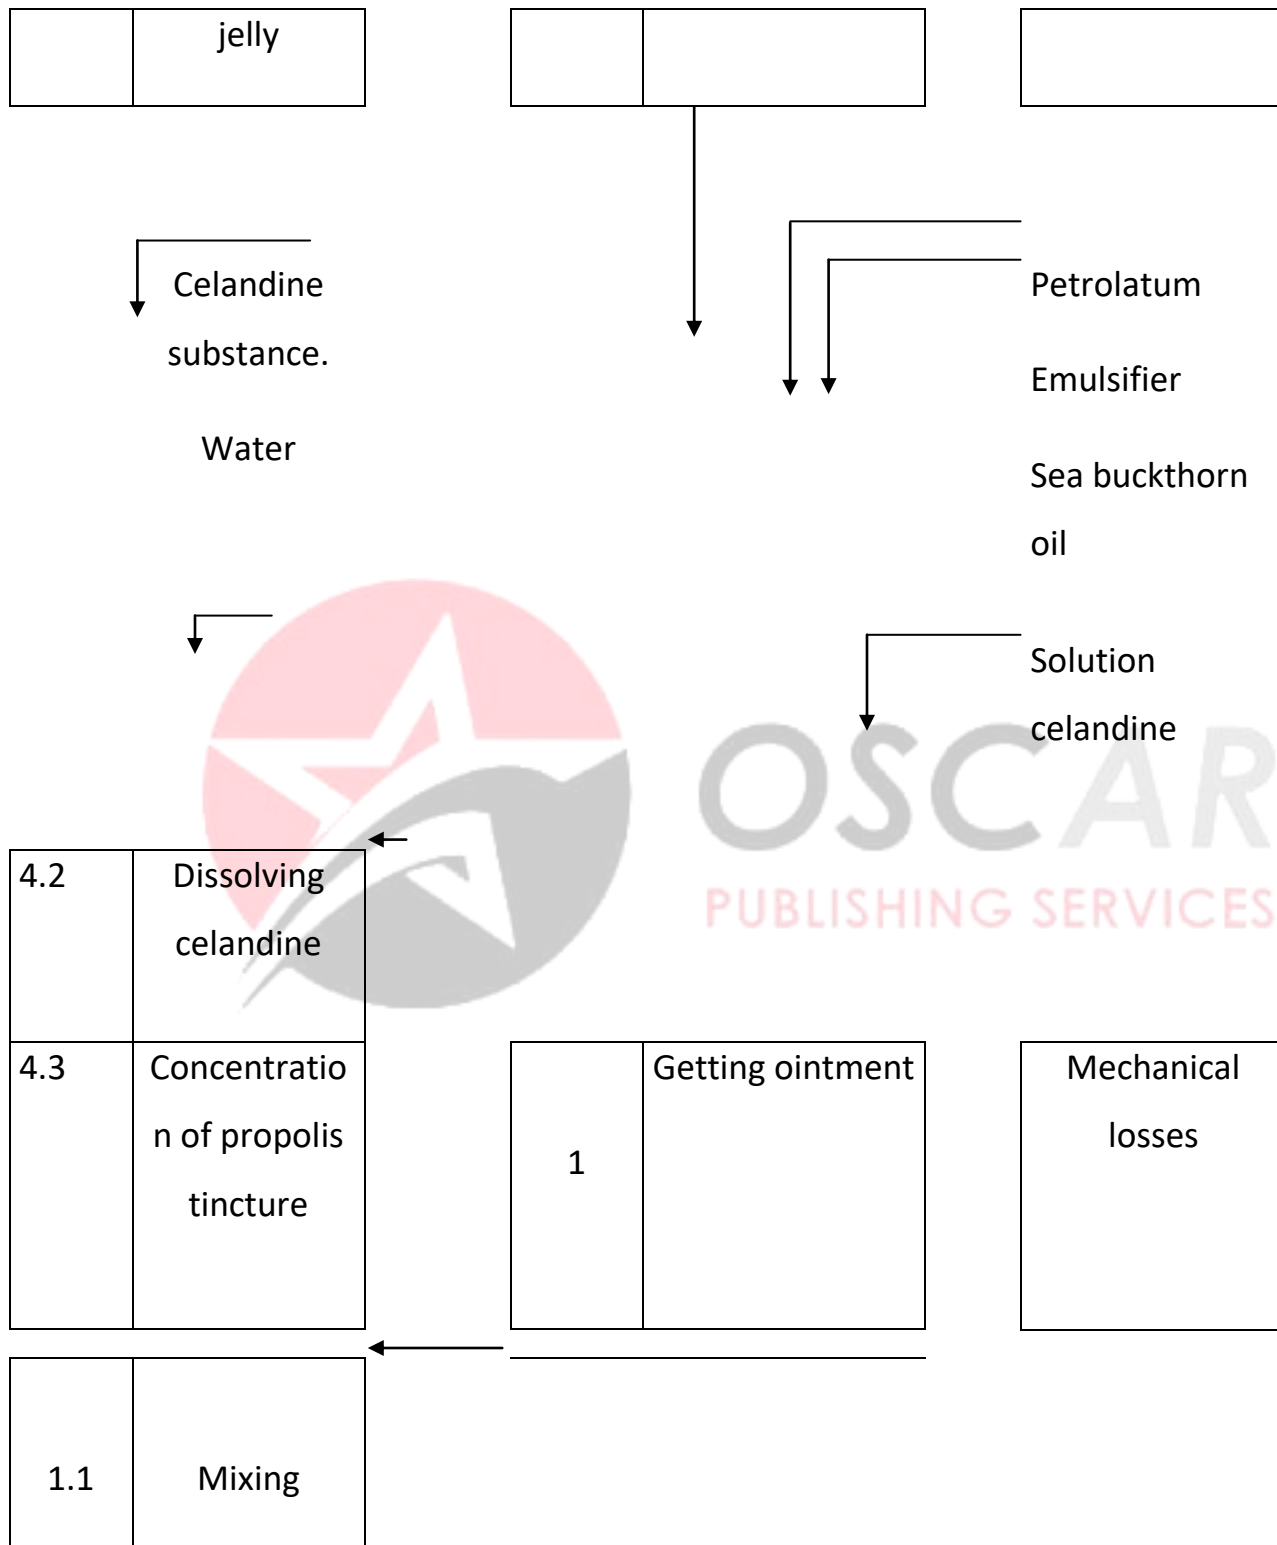 jelly
Celandine
substance.
Water
Petrolatum
Emulsifier
Sea buckthorn
oil
Solution
celandine
OSCAR
PUBLISHING SERVICES
4.2 Dissolving
celandine
4.3 Concentratio
n of propolis
tincture
1 Getting ointment
Mechanical
losses
1.1 Mixing